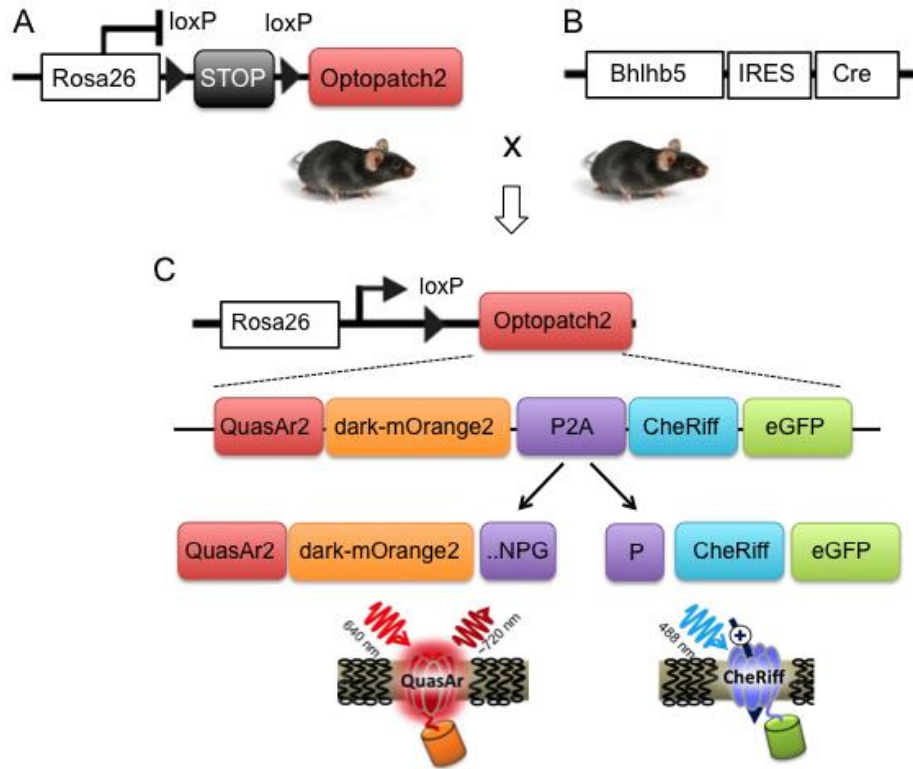 A
loxP loxP
Rosa26 STOP Optopatch2
B
Bhlhb5 IRES Cre
x
C
loxP
Rosa26 Optopatch2
QuasAr2 dark-mOrange2 P2A CheRiff eGFP
QuasAr2 dark-mOrange2 ..NPG P CheRiff eGFP
640 nm ~720 nm 488 nm +
QuasAr CheRiff